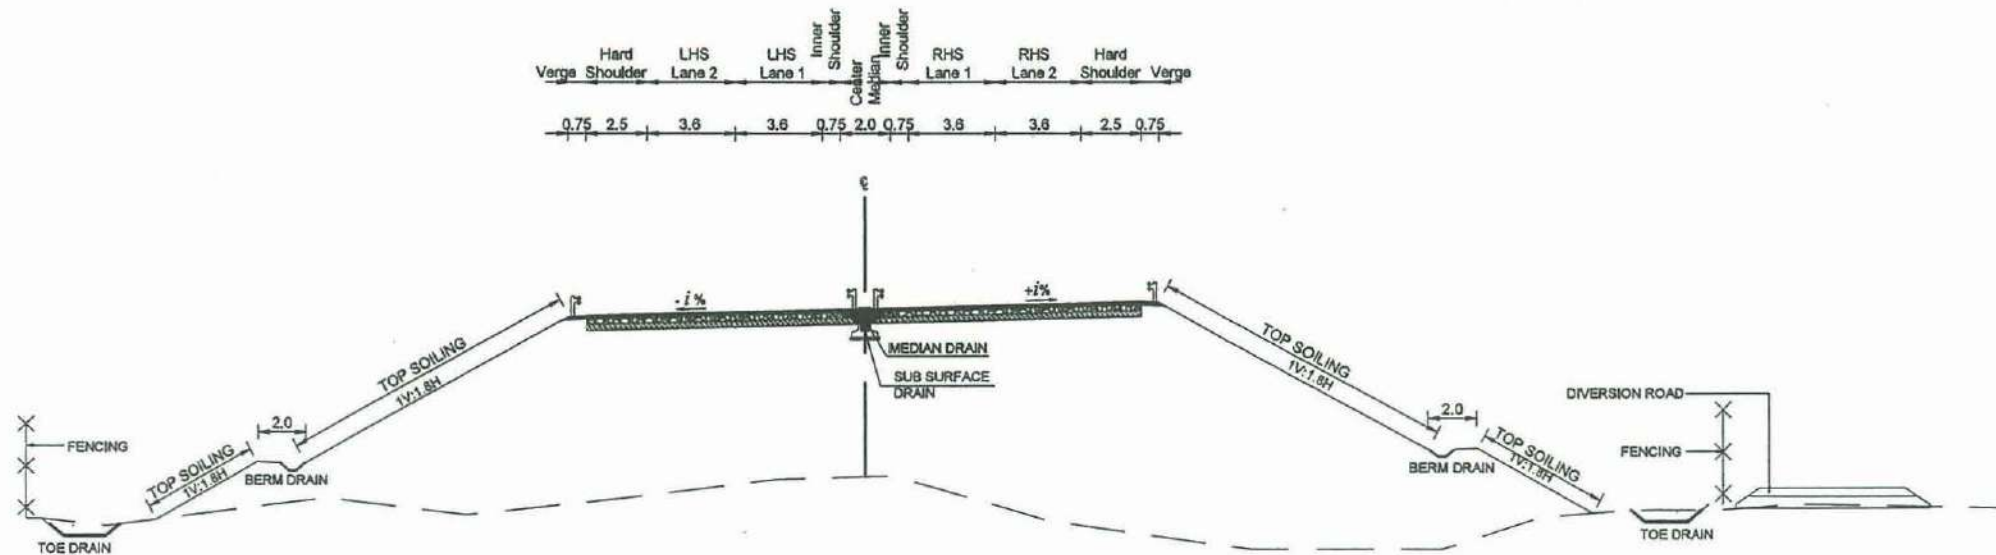 Verge
Hard
Shoulder
LHS
Lane 2
LHS
Lane 1
Inner
Shoulder
Center
Median
Inner
Shoulder
RHS
Lane 1
RHS
Lane 2
Hard
Shoulder
Verge
0.75 2.5 3.6 3.6 0.75 2.0 0.75 3.6 3.6 2.5 0.75
- i %
+i%
MEDIAN DRAIN
SUB SURFACE
DRAIN
TOP SOILING
1V:1.8H
TOP SOILING
1V:1.8H
2.0
2.0
DIVERSION ROAD
FENCING
FENCING
TOP SOILING
1V:1.8H
TOP SOILING
1V:1.8H
BERM DRAIN
BERM DRAIN
TOE DRAIN
TOE DRAIN